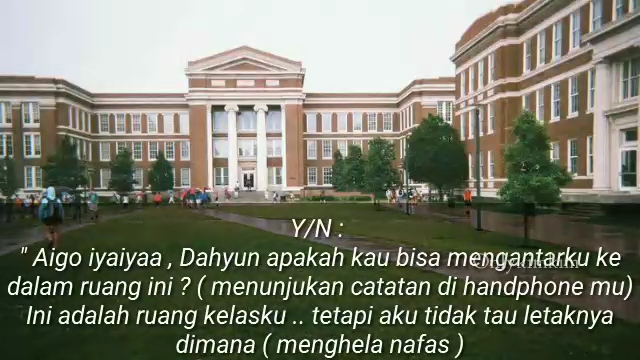 Y/N :
" Aigo iyaiyaa , Dahyun apakah kau bisa mengantarku ke
dalam ruang ini ? ( menunjukan catatan di handphone mu)
Ini adalah ruang kelasku .. tetapi aku tidak tau letaknya
dimana ( menghela nafas )